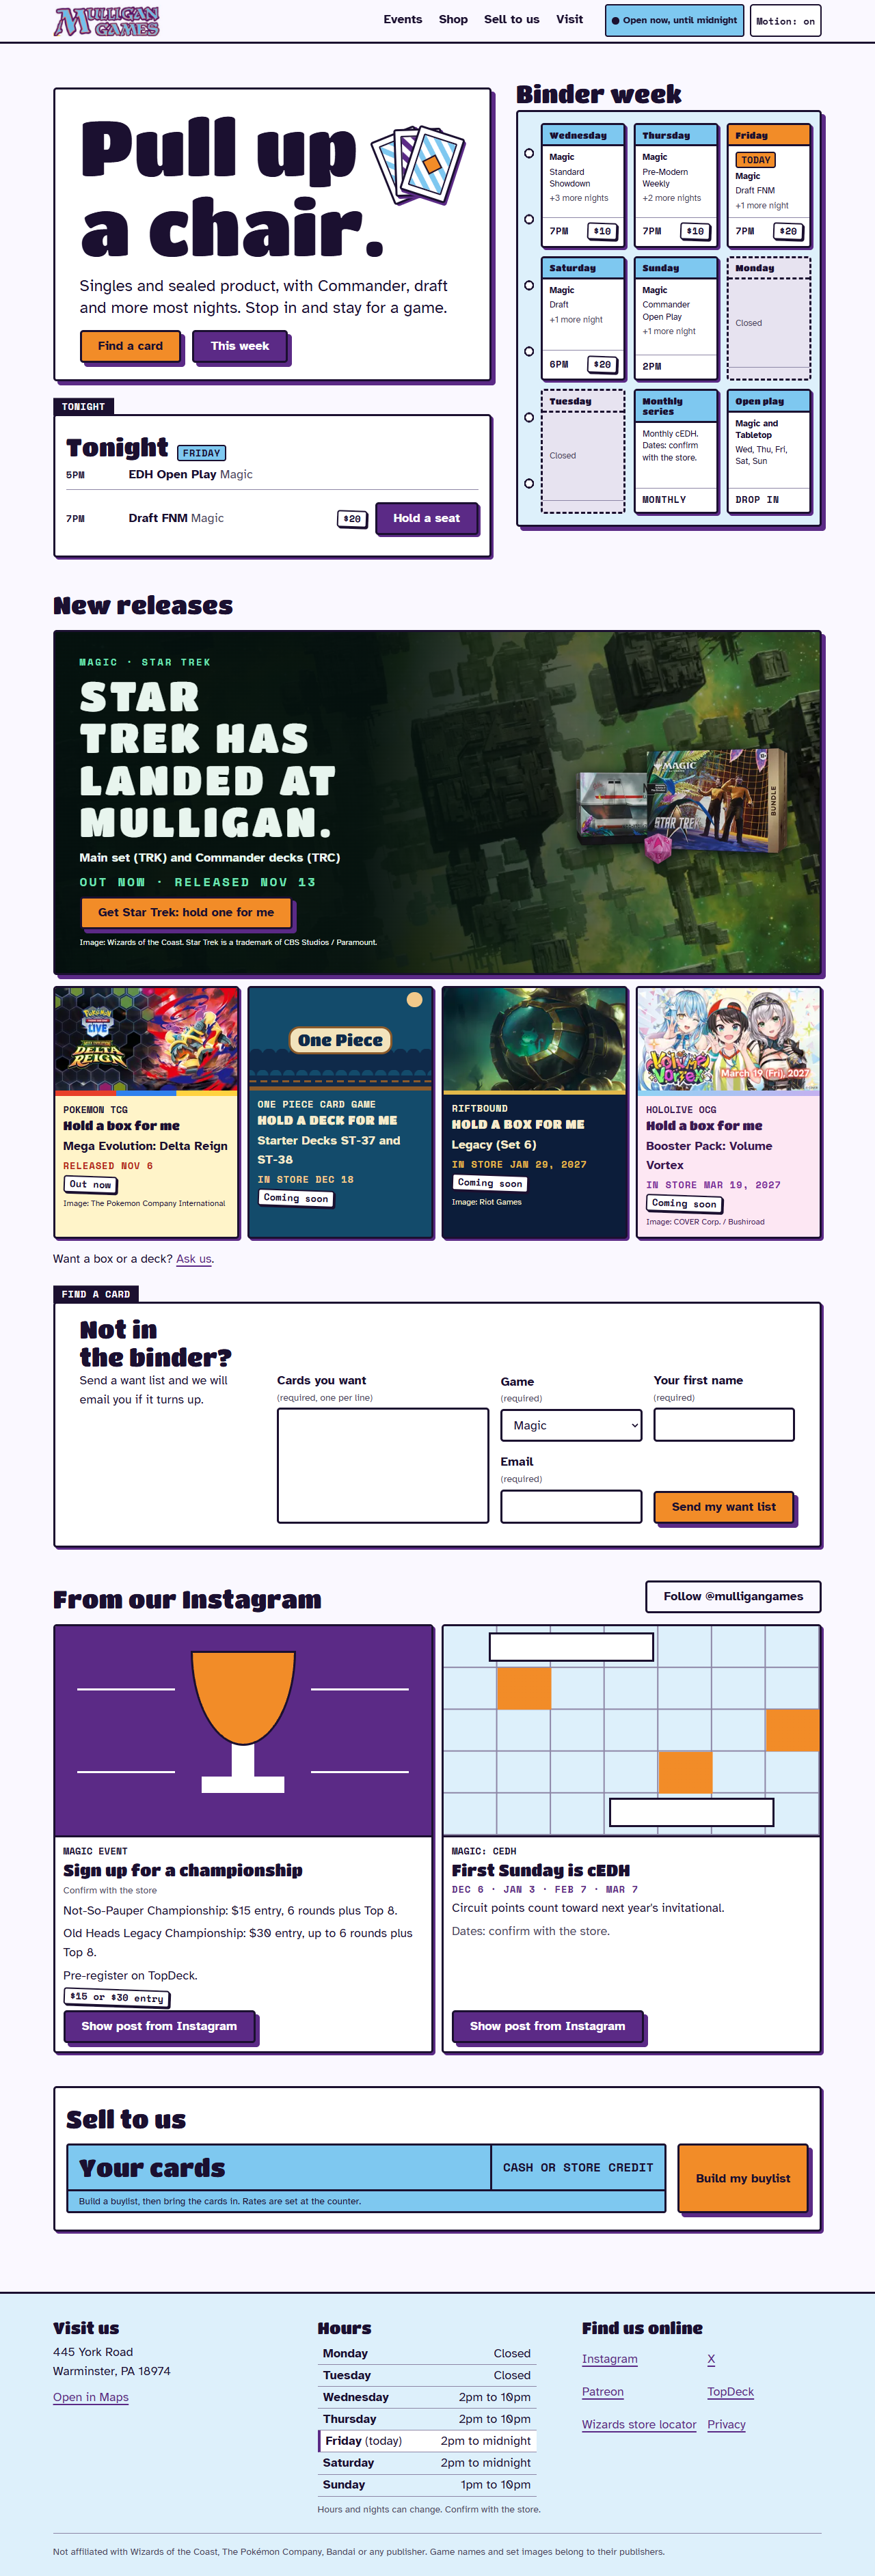 MULLIGAN
GAMES
Events Shop Sell to us Visit
Open now, until midnight
Motion: on
Pull up
a chair.
Singles and sealed product, with Commander, draft
and more most nights. Stop in and stay for a game.
Find a card
This week
Binder week
Wednesday
Magic
Standard
Showdown
+3 more nights
7PM $10
Thursday
Magic
Pre-Modern
Weekly
+2 more nights
7PM $10
Friday
TODAY
Magic
Draft FNM
+1 more night
7PM $20
Saturday
Magic
Draft
+1 more night
6PM $20
Sunday
Magic
Commander
Open Play
+1 more night
2PM
Monday
Closed
Tuesday
Closed
Monthly
series
Monthly cEDH.
Dates: confirm
with the store.
MONTHLY
Open play
Magic and
Tabletop
Wed, Thu, Fri,
Sat, Sun
DROP IN
TONIGHT
Tonight FRIDAY
5PM EDH Open Play Magic
7PM Draft FNM Magic $20 Hold a seat
New releases
MAGIC · STAR TREK
STAR
TREK HAS
LANDED AT
MULLIGAN.
Main set (TRK) and Commander decks (TRC)
OUT NOW · RELEASED NOV 13
Get Star Trek: hold one for me
Image: Wizards of the Coast. Star Trek is a trademark of CBS Studios / Paramount.
MAGIC
STAR TREK
BUNDLE
LIVE
DELTA
REIGN
POKEMON TCG
Hold a box for me
Mega Evolution: Delta Reign
RELEASED NOV 6
Out now
Image: The Pokemon Company International
One Piece
ONE PIECE CARD GAME
HOLD A DECK FOR ME
Starter Decks ST-37 and
ST-38
IN STORE DEC 18
Coming soon
RIFTBOUND
HOLD A BOX FOR ME
Legacy (Set 6)
IN STORE JAN 29, 2027
Coming soon
Image: Riot Games
Volume
Vortex
March 19 (Fri), 2027
HOLOLIVE OCG
Hold a box for me
Booster Pack: Volume
Vortex
IN STORE MAR 19, 2027
Coming soon
Image: COVER Corp. / Bushiroad
Want a box or a deck? Ask us.
FIND A CARD
Not in
the binder?
Send a want list and we will
email you if it turns up.
Cards you want
(required, one per line)
Game
(required)
Magic
Your first name
(required)
Email
(required)
Send my want list
From our Instagram
Follow @mulligangames
MAGIC EVENT
Sign up for a championship
Confirm with the store
Not-So-Pauper Championship: $15 entry, 6 rounds plus Top 8.
Old Heads Legacy Championship: $30 entry, up to 6 rounds plus
Top 8.
Pre-register on TopDeck.
$15 or $30 entry
Show post from Instagram
MAGIC: CEDH
First Sunday is cEDH
DEC 6 · JAN 3 · FEB 7 · MAR 7
Circuit points count toward next year's invitational.
Dates: confirm with the store.
Show post from Instagram
Sell to us
Your cards
CASH OR STORE CREDIT
Build a buylist, then bring the cards in. Rates are set at the counter.
Build my buylist
Visit us
445 York Road
Warminster, PA 18974
Open in Maps
Hours
Monday Closed
Tuesday Closed
Wednesday 2pm to 10pm
Thursday 2pm to 10pm
Friday (today) 2pm to midnight
Saturday 2pm to midnight
Sunday 1pm to 10pm
Hours and nights can change. Confirm with the store.
Find us online
Instagram X
Patreon TopDeck
Wizards store locator Privacy
Not affiliated with Wizards of the Coast, The Pokémon Company, Bandai or any publisher. Game names and set images belong to their publishers.